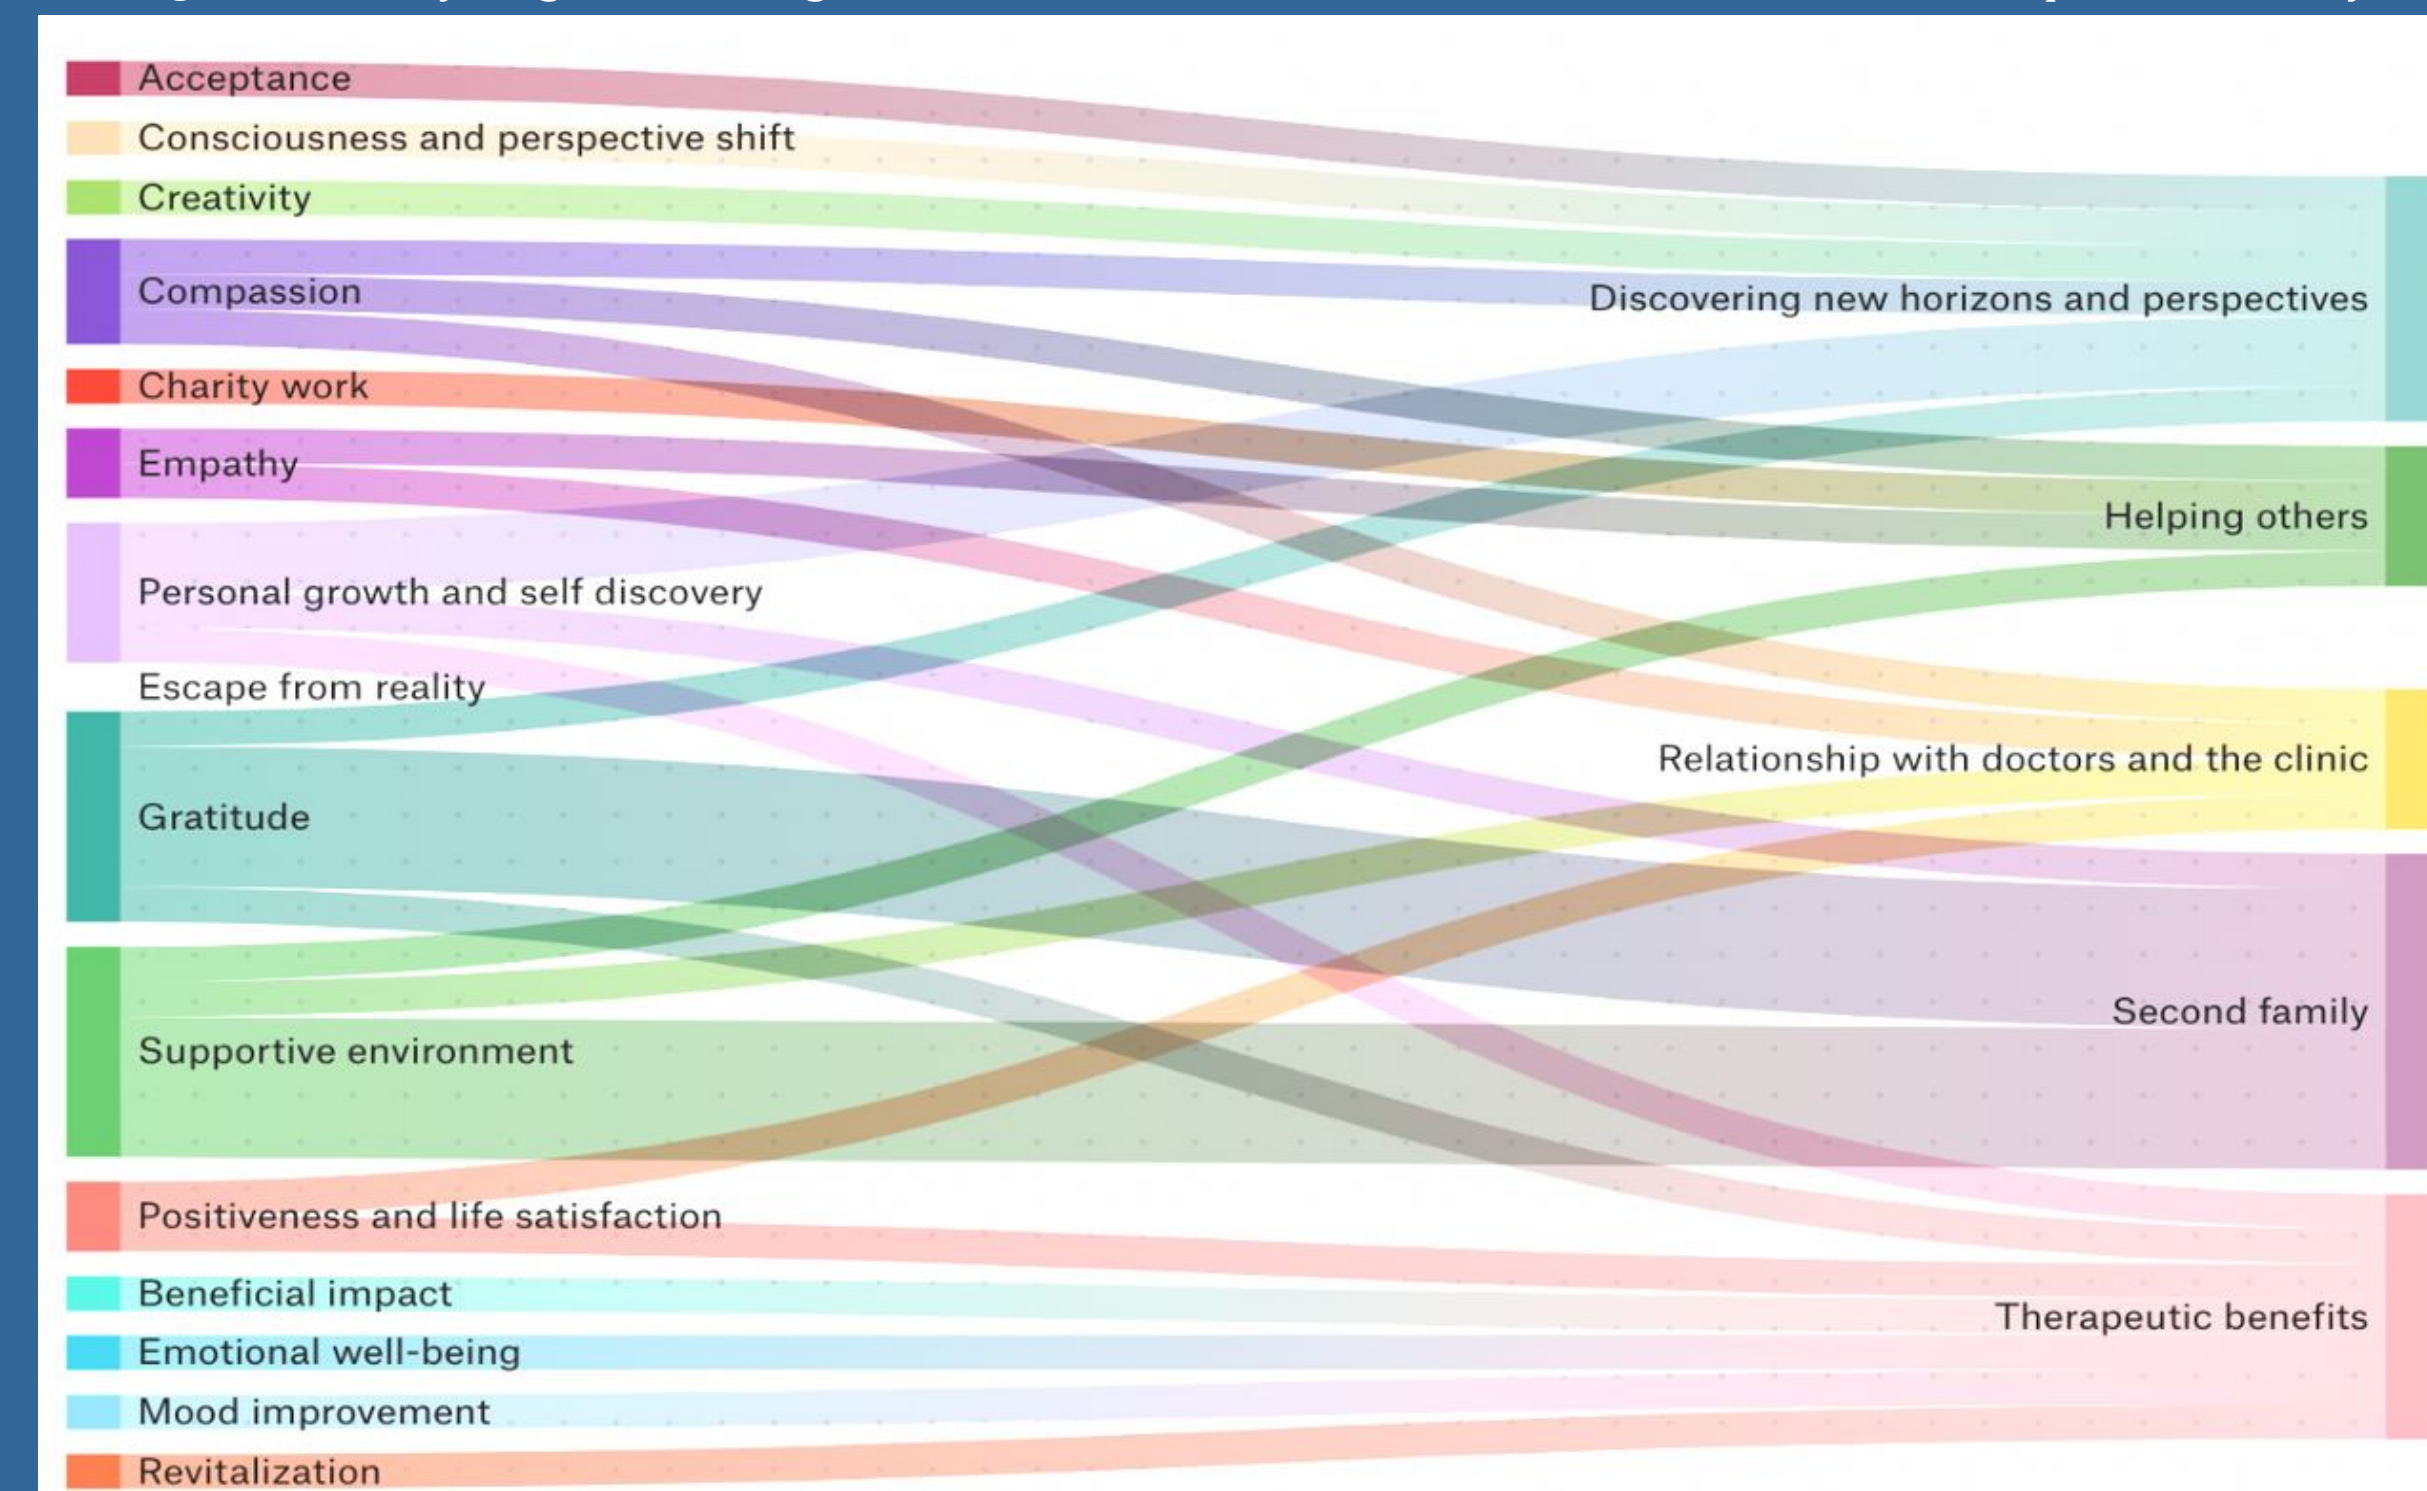 Acceptance
Consciousness and perspective shift
Creativity
Compassion
Charity work
Empathy
Personal growth and self discovery
Escape from reality
Gratitude
Supportive environment
Positiveness and life satisfaction
Beneficial impact
Emotional well-being
Mood improvement
Revitalization
Discovering new horizons and perspectives
Helping others
Relationship with doctors and the clinic
Second family
Therapeutic benefits